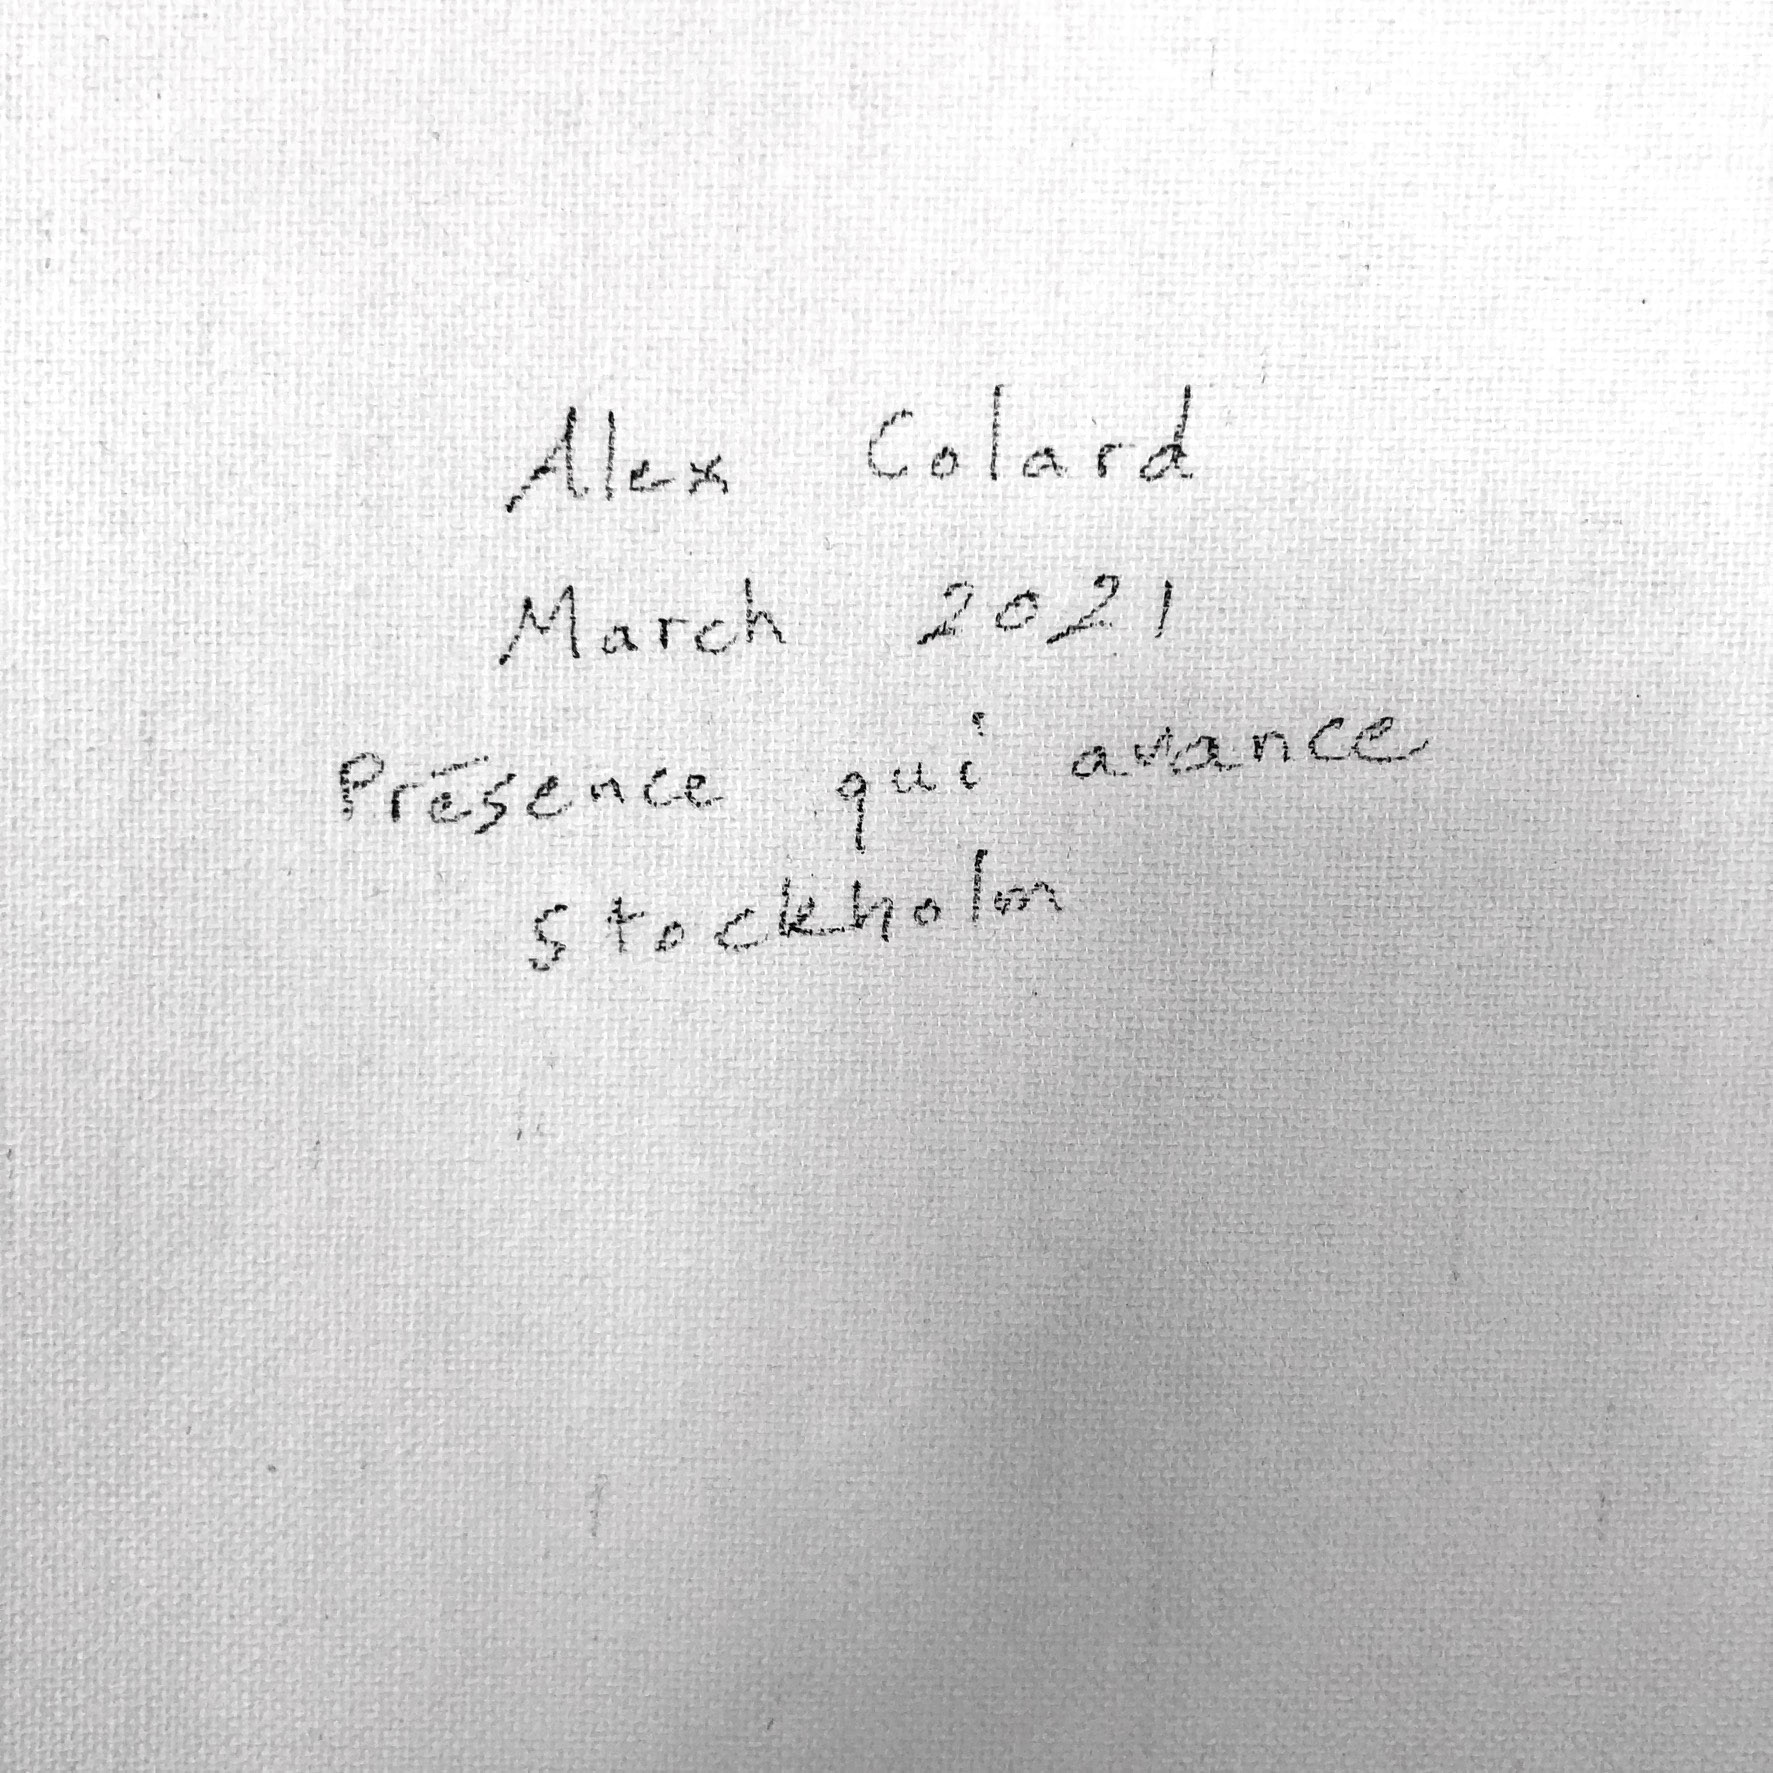 Alex Colard
March 2021
Présence qui avance
Stockholm